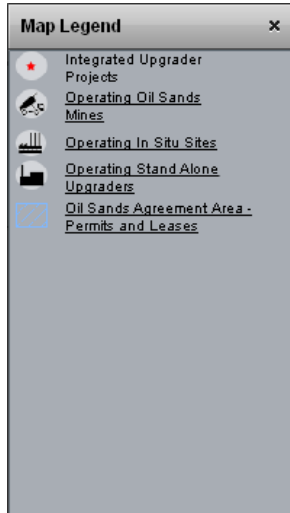 Map Legend ×
Integrated Upgrader
Projects
Operating Oil Sands
Mines
Operating In Situ Sites
Operating Stand Alone
Upgraders
Oil Sands Agreement Area -
Permits and Leases